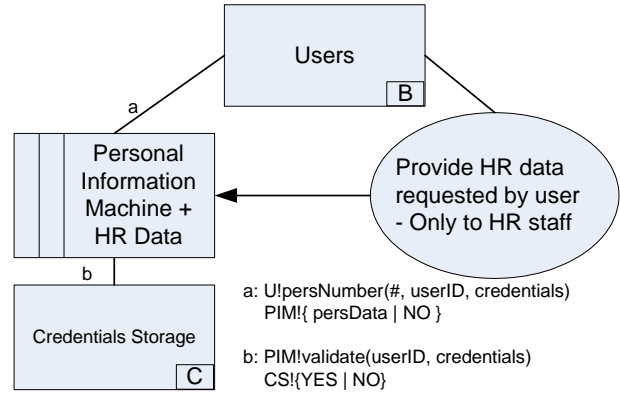 Users
B
a
Personal
Information
Machine +
HR Data
Provide HR data
requested by user
- Only to HR staff
b
Credentials Storage
C
a: U!persNumber(#, userID, credentials)
PIM!{ persData | NO }
b: PIM!validate(userID, credentials)
CS!{YES | NO}